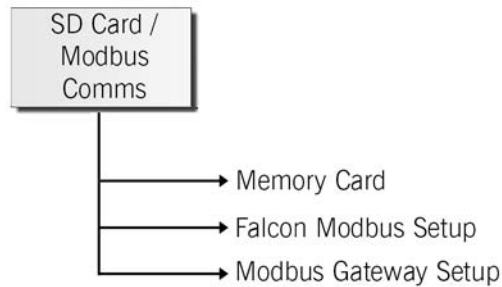 SD Card /
Modbus
Comms
Memory Card
Falcon Modbus Setup
Modbus Gateway Setup